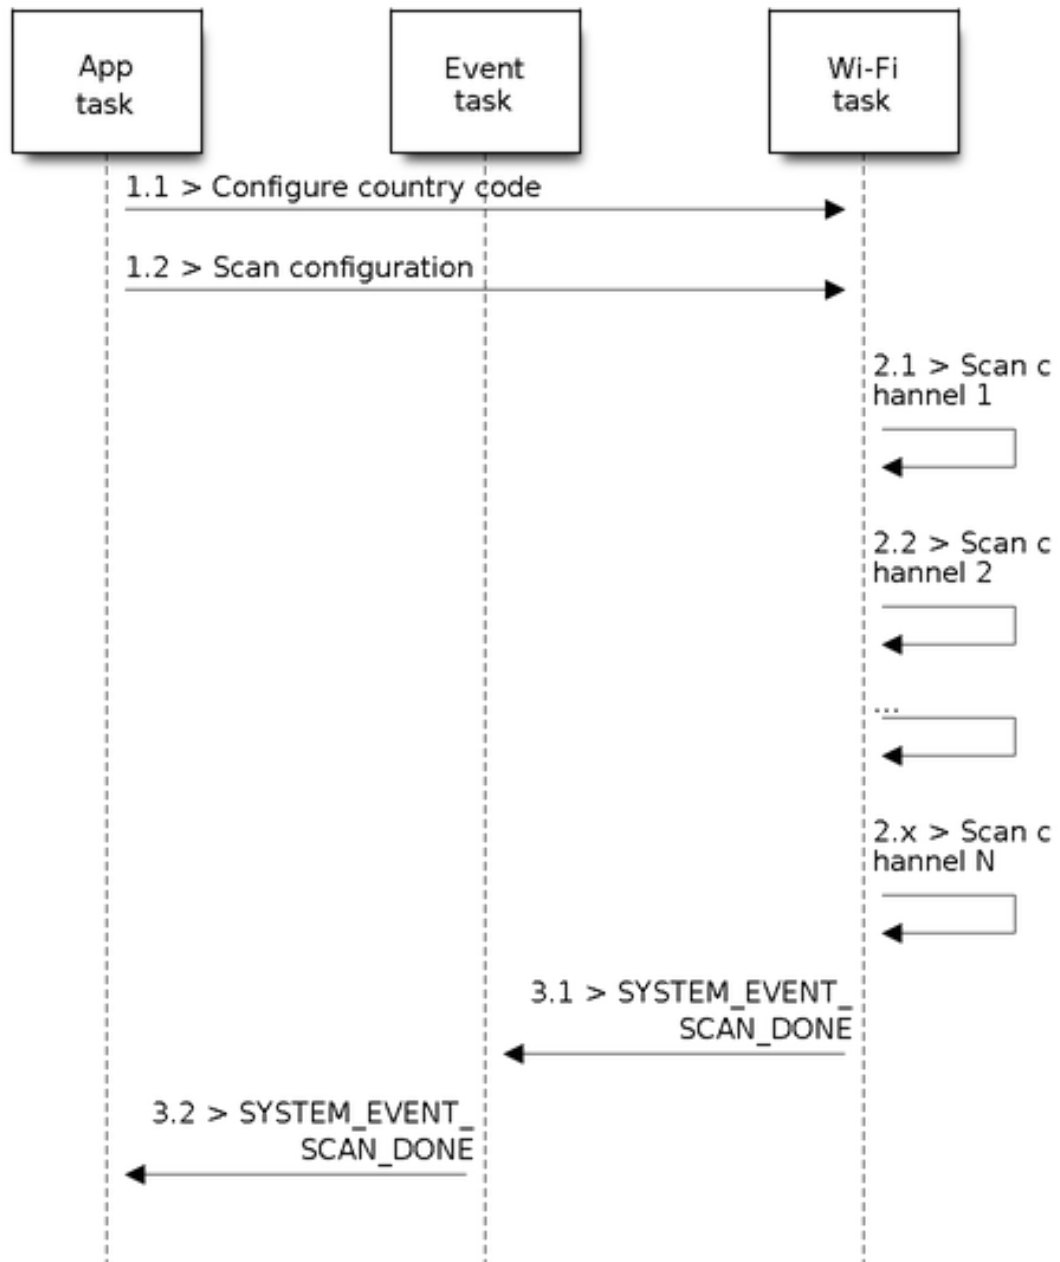 App
task
Event
task
Wi-Fi
task
1.1 > Configure country code
1.2 > Scan configuration
2.1 > Scan c
hannel 1
2.2 > Scan c
hannel 2
...
2.x > Scan c
hannel N
3.1 > SYSTEM_EVENT_
SCAN_DONE
3.2 > SYSTEM_EVENT_
SCAN_DONE